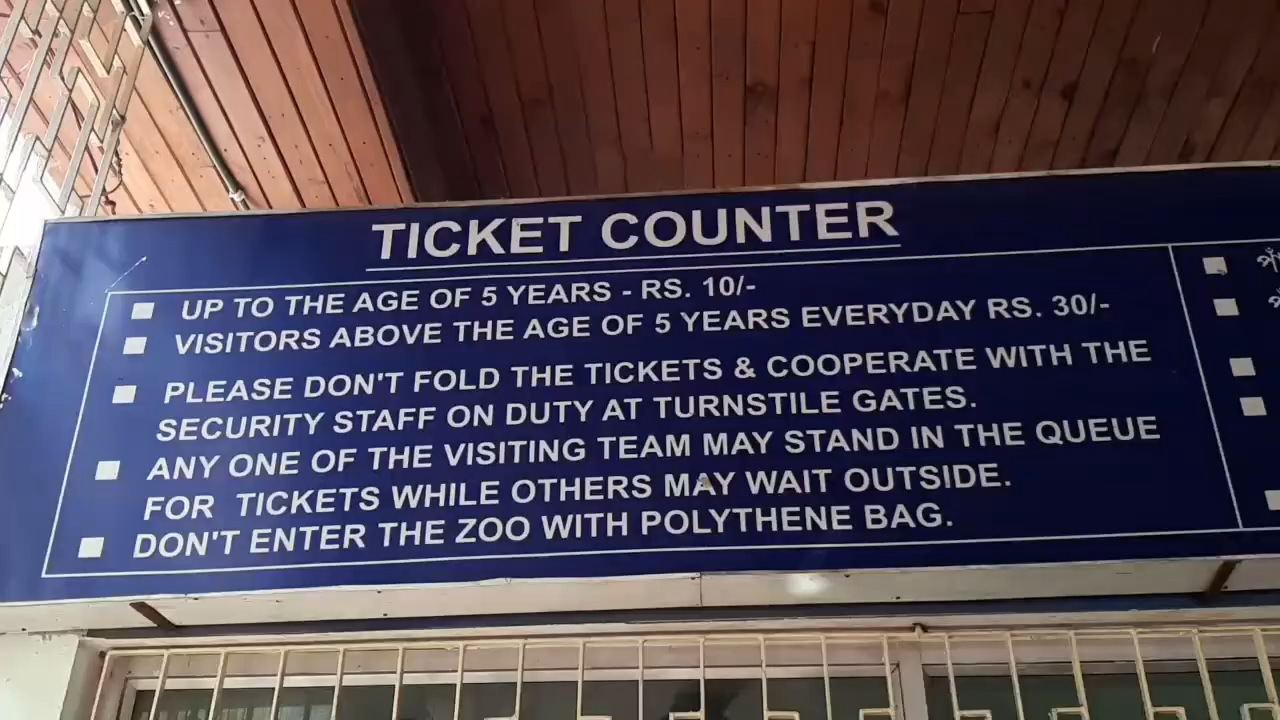 TICKET COUNTER
UP TO THE AGE OF 5 YEARS - RS. 10/-
VISITORS ABOVE THE AGE OF 5 YEARS EVERYDAY RS. 30/-
PLEASE DON'T FOLD THE TICKETS & COOPERATE WITH THE
SECURITY STAFF ON DUTY AT TURNSTILE GATES.
ANY ONE OF THE VISITING TEAM MAY STAND IN THE QUEUE
FOR TICKETS WHILE OTHERS MAY WAIT OUTSIDE.
DON'T ENTER THE ZOO WITH POLYTHENE BAG.